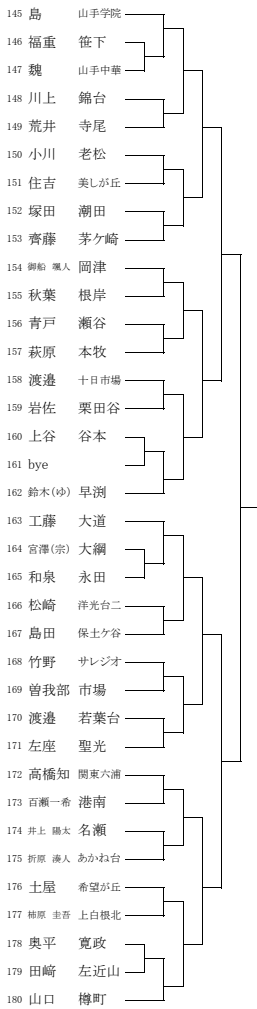 145 島 山手学院
146 福重 笹下
147 魏 山手中華
148 川上 錦台
149 荒井 寺尾
150 小川 老松
151 住吉 美しが丘
152 塚田 潮田
153 齊藤 茅ケ崎
154 御船 颯人 岡津
155 秋葉 根岸
156 青戸 瀬谷
157 萩原 本牧
158 渡邉 十日市場
159 岩佐 栗田谷
160 上谷 谷本
161 bye
162 鈴木(ゆ) 早渕
163 工藤 大道
164 宮澤(宗) 大綱
165 和泉 永田
166 松崎 洋光台二
167 島田 保土ケ谷
168 竹野 サレジオ
169 曽我部 市場
170 渡邉 若葉台
171 左座 聖光
172 高橋知 関東六浦
173 百瀬一希 港南
174 井上 陽太 名瀬
175 折原 湊人 あかね台
176 土屋 希望が丘
177 柿原 圭吾 上白根北
178 奥平 寛政
179 田﨑 左近山
180 山口 樽町